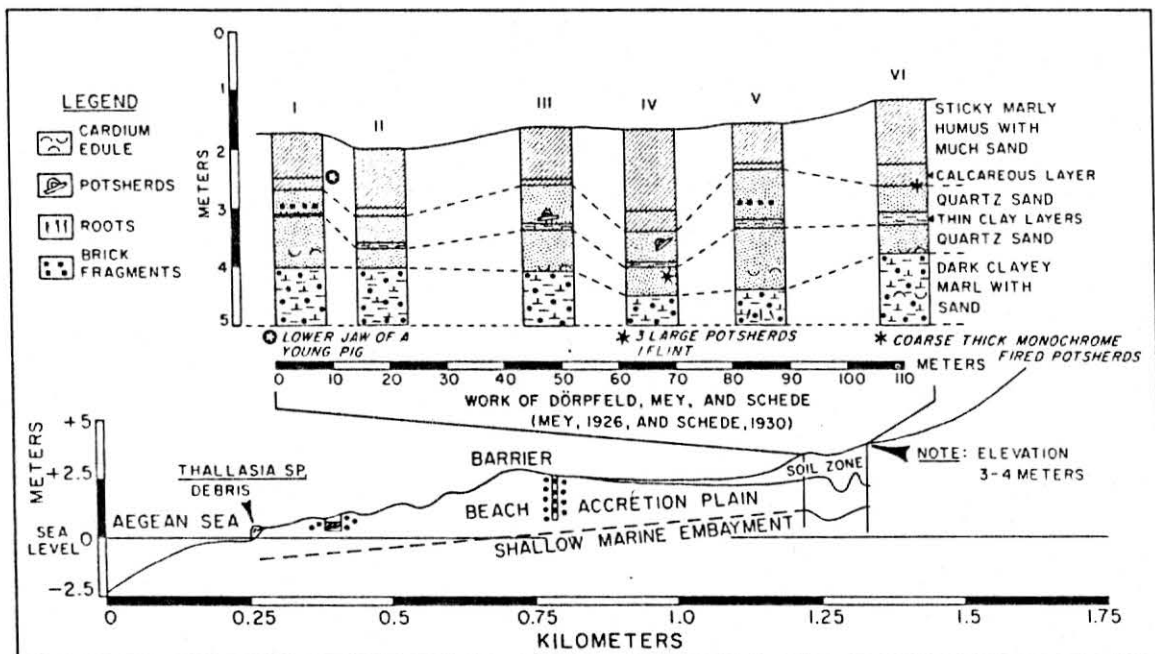 LEGEND
CARDIUM
EDULE
POTSHERDS
ROOTS
BRICK
FRAGMENTS
METERS
0
1
2
3
4
5
I
II
III
IV
V
VI
STICKY MARLY
HUMUS WITH
MUCH SAND
CALCAREOUS LAYER
QUARTZ SAND
THIN CLAY LAYERS
QUARTZ SAND
DARK CLAYEY
MARL WITH
SAND
LOWER JAW OF A
YOUNG PIG
* 3 LARGE POTSHERDS
1 FLINT
* COARSE THICK MONOCHROME
FIRED POTSHERDS
0 10 20 30 40 50 60 70 80 90 100 110
METERS
WORK OF DÖRPFELD, MEY, AND SCHEDE
(MEY, 1926, AND SCHEDE, 1930)
METERS
+5
+2.5
SEA
LEVEL 0
-2.5
THALLASIA SP.
DEBRIS
AEGEAN SEA
BARRIER
BEACH ACCRETION PLAIN
SHALLOW MARINE EMBAYMENT
SOIL ZONE
NOTE: ELEVATION
3-4 METERS
0 0.25 0.5 0.75 1.0 1.25 1.5 1.75
KILOMETERS